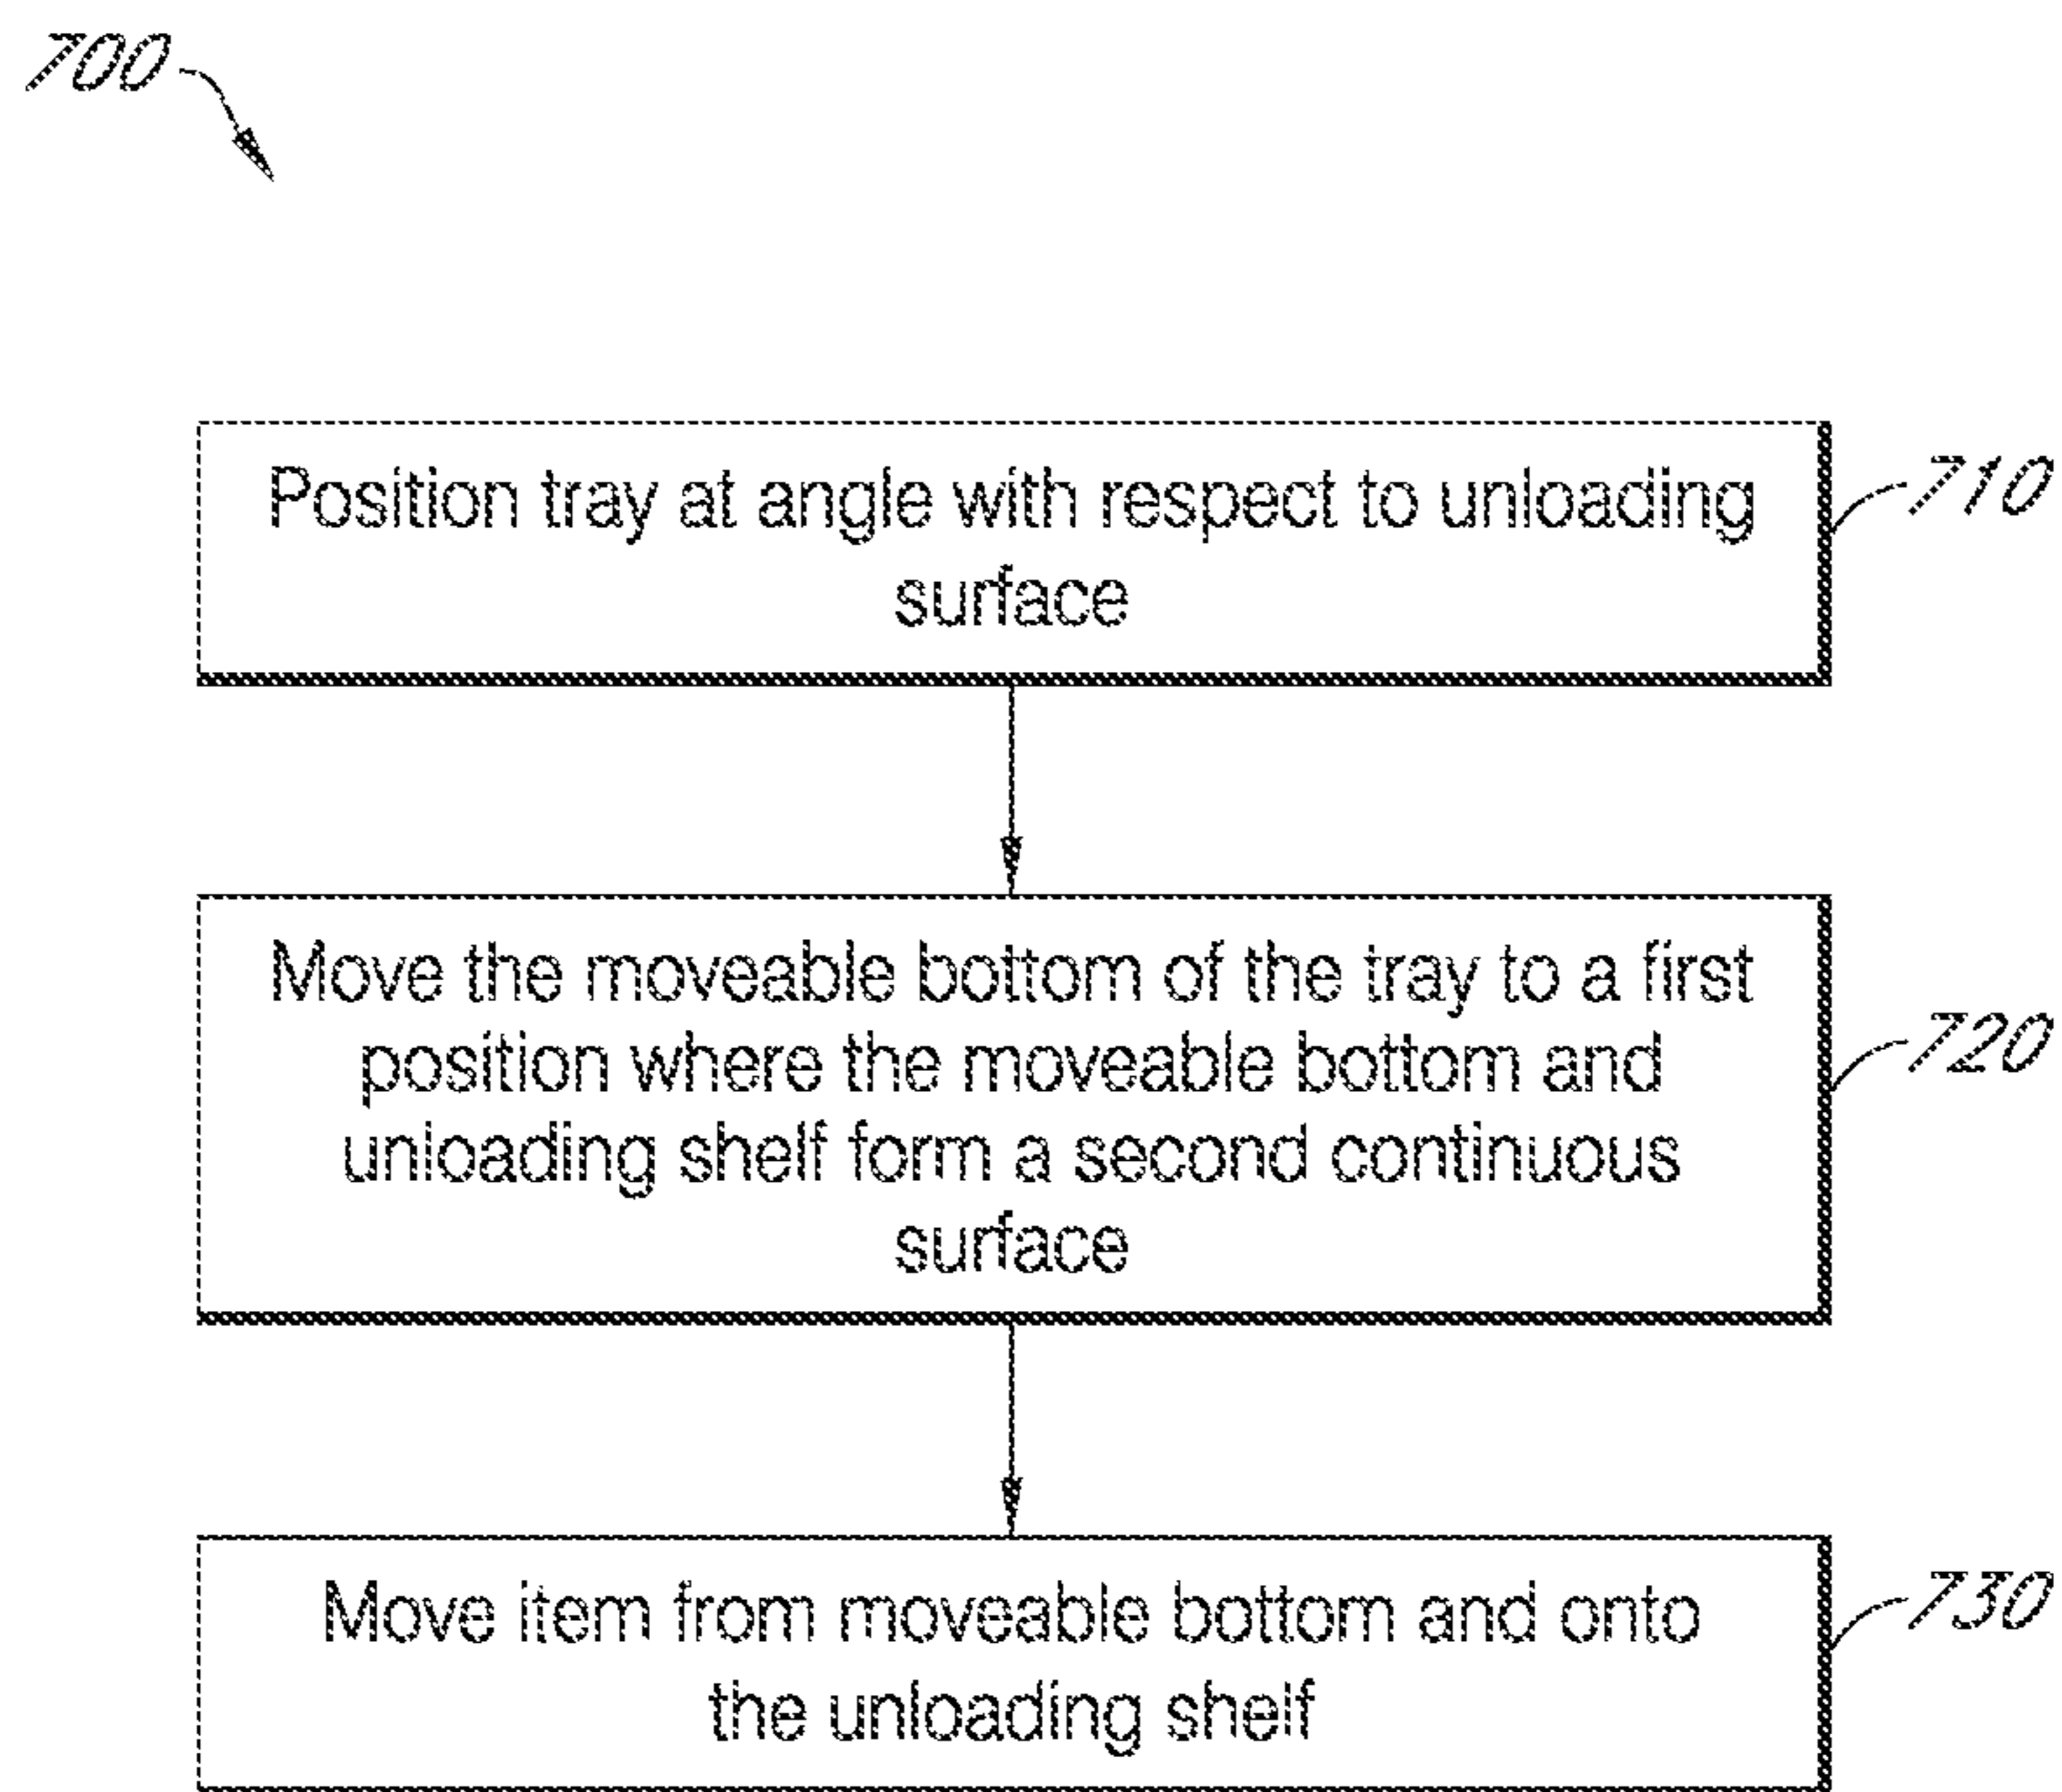 700
Position tray at angle with respect to unloading
surface
710
Move the moveable bottom of the tray to a first
position where the moveable bottom and
unloading shelf form a second continuous
surface
720
Move item from moveable bottom and onto
the unloading shelf
730